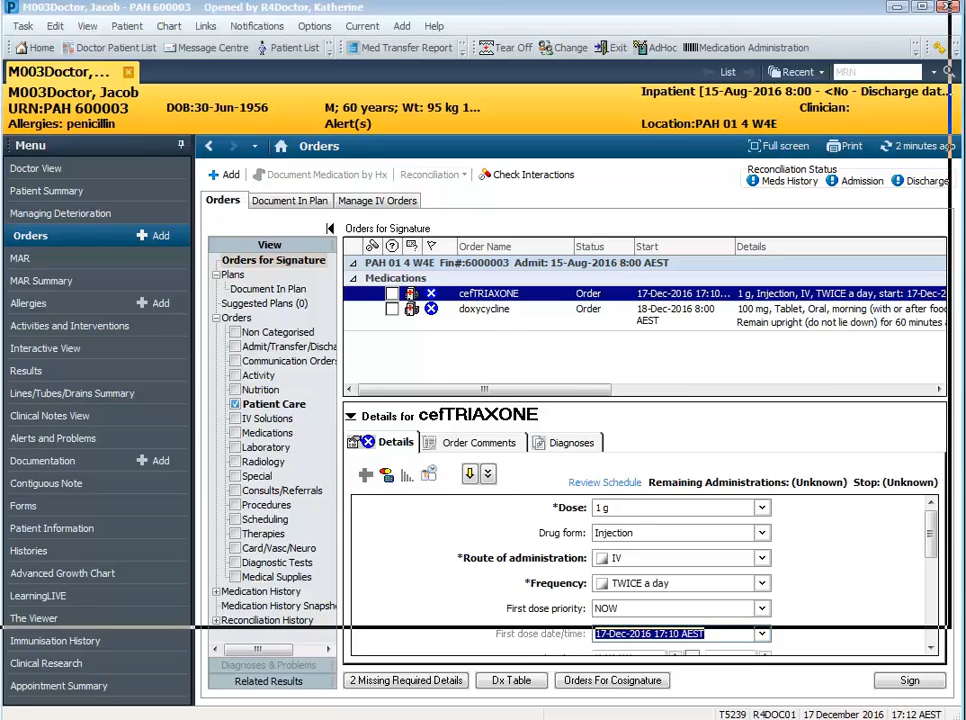 M003Doctor, Jacob - PAH 600003   Opened by R4Doctor, Katherine
Task Edit View Patient Chart Links Notifications Options Current Add Help
Home Doctor Patient List Message Centre Patient List Med Transfer Report Tear Off Change Exit AdHoc Medication Administration
M003Doctor,...
List Recent MRN
M003Doctor, Jacob
URN:PAH 600003
Allergies: penicillin
DOB:30-Jun-1956
M; 60 years; Wt: 95 kg 1...
Alert(s)
Inpatient [15-Aug-2016 8:00 - <No - Discharge dat...
Clinician:
Location:PAH 01 4 W4E
Menu
Orders
Full screen Print 2 minutes ago
Doctor View
Patient Summary
Managing Deterioration
Orders Add
MAR
MAR Summary
Allergies Add
Activities and Interventions
Interactive View
Results
Lines/Tubes/Drains Summary
Clinical Notes View
Alerts and Problems
Documentation Add
Contiguous Note
Forms
Patient Information
Histories
Advanced Growth Chart
LearningLIVE
The Viewer
Immunisation History
Clinical Research
Appointment Summary
Add Document Medication by Hx Reconciliation Check Interactions
Reconciliation Status
Meds History Admission Discharge
Orders Document In Plan Manage IV Orders
View
Orders for Signature
Plans
Document In Plan
Suggested Plans (0)
Orders
Non Categorised
Admit/Transfer/Discha
Communication Orders
Activity
Nutrition
Patient Care
IV Solutions
Medications
Laboratory
Radiology
Special
Consults/Referrals
Procedures
Scheduling
Therapies
Card/Vasc/Neuro
Diagnostic Tests
Medical Supplies
Medication History
Medication History Snapsh
Reconciliation History
Diagnoses & Problems
Related Results
Orders for Signature
Order Name Status Start Details
PAH 01 4 W4E Fin#:6000003 Admit: 15-Aug-2016 8:00 AEST
Medications
cefTRIAXONE Order 17-Dec-2016 17:10... 1 g, Injection, IV, TWICE a day, start: 17-Dec-2
doxycycline Order 18-Dec-2016 8:00 AEST 100 mg, Tablet, Oral, morning (with or after food
Remain upright (do not lie down) for 60 minutes
Details for cefTRIAXONE
Details Order Comments Diagnoses
Review Schedule Remaining Administrations: (Unknown) Stop: (Unknown)
*Dose: 1 g
Drug form: Injection
*Route of administration: IV
*Frequency: TWICE a day
First dose priority: NOW
First dose date/time: 17-Dec-2016 17:10 AEST
2 Missing Required Details Dx Table Orders For Cosignature Sign
T5239 R4DOC01 17 December 2016 17:12 AEST